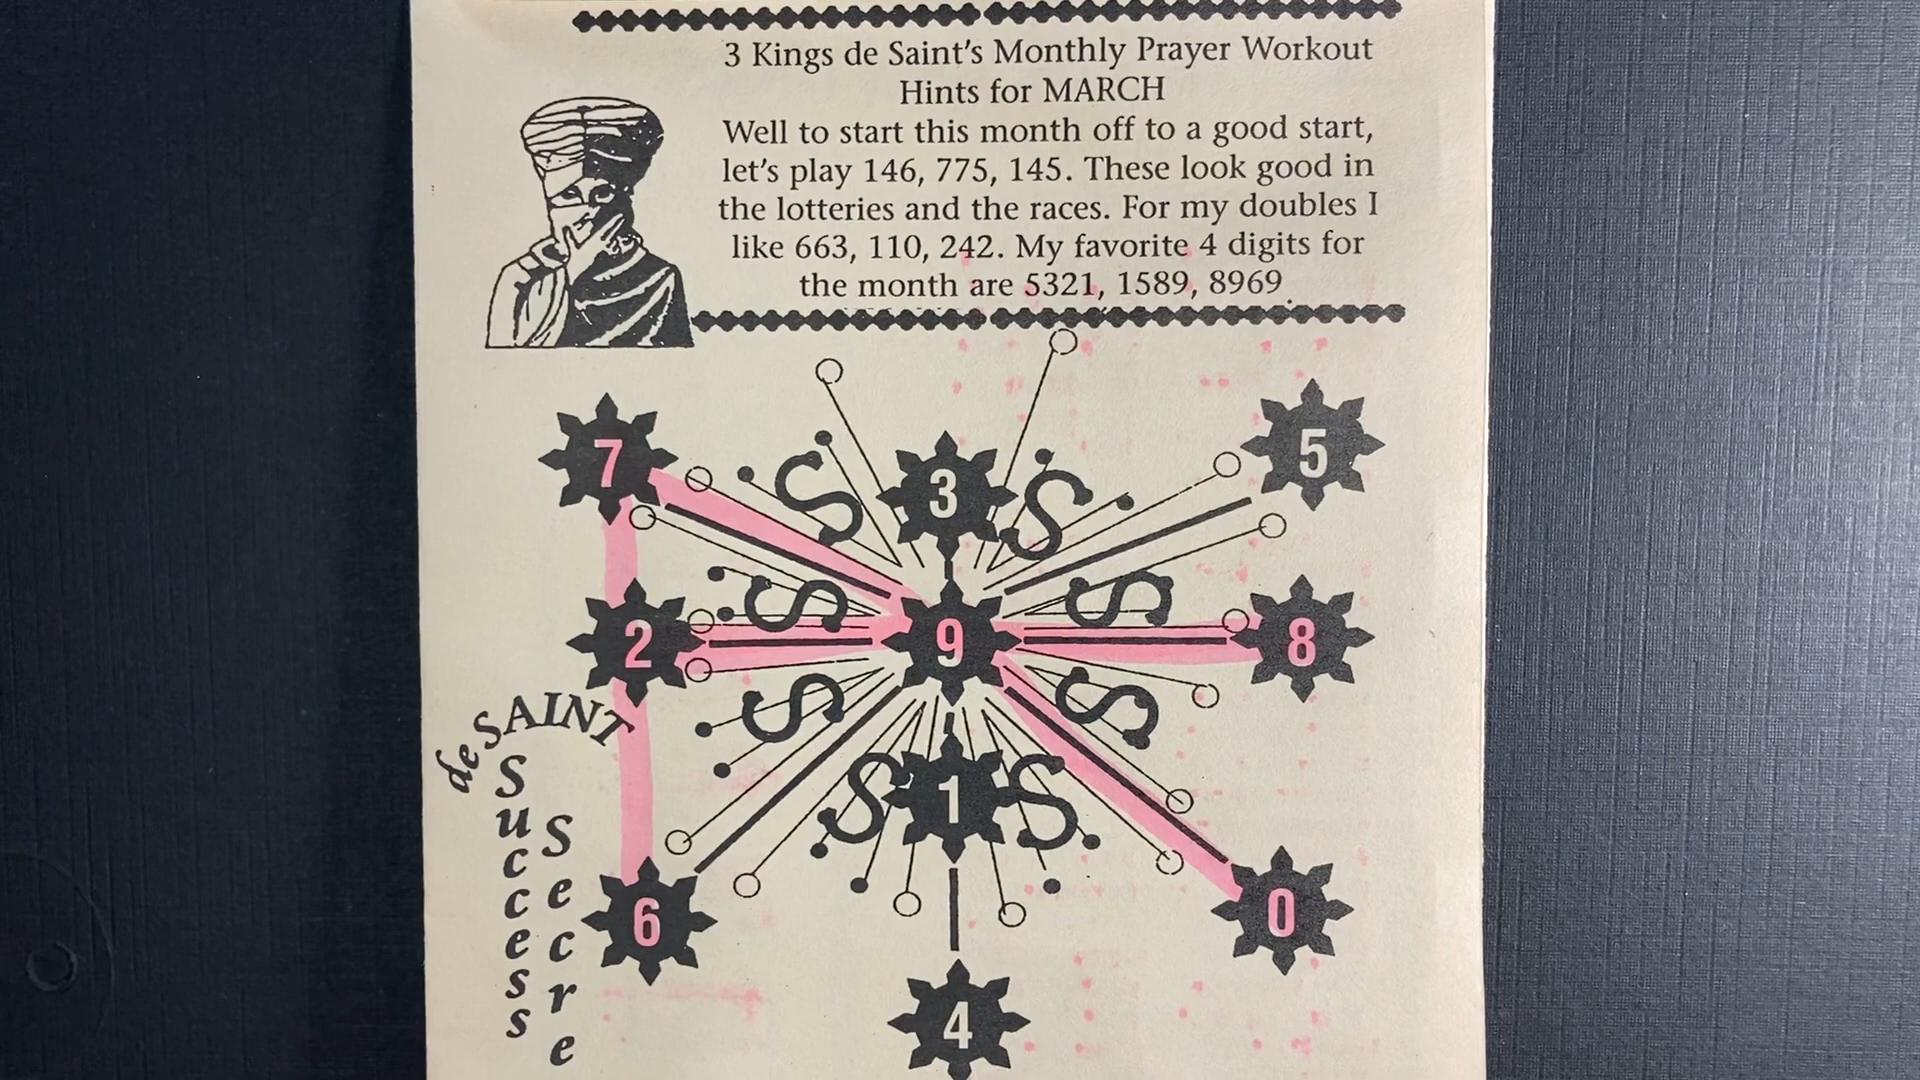 3 Kings de Saint's Monthly Prayer Workout
Hints for MARCH
Well to start this month off to a good start,
let's play 146, 775, 145. These look good in
the lotteries and the races. For my doubles I
like 663, 110, 242. My favorite 4 digits for
the month are 5321, 1589, 8969
7
3
5
S
S
S
S
2
9
8
S
S
S
1
S
6
0
4
de SAINT
Success
Secre